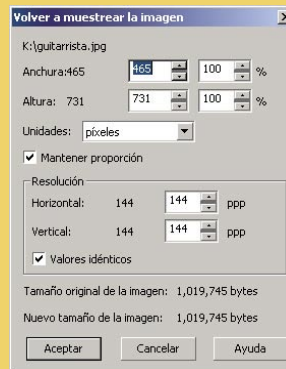 Volver a muestrear la imagen
K:\guitarrista.jpg
Anchura:465 465 100 %
Altura: 731 731 100 %
Unidades: píxeles
Mantener proporción
Resolución
Horizontal: 144 144 ppp
Vertical: 144 144 ppp
Valores idénticos
Tamaño original de la imagen: 1,019,745 bytes
Nuevo tamaño de la imagen: 1,019,745 bytes
Aceptar Cancelar Ayuda